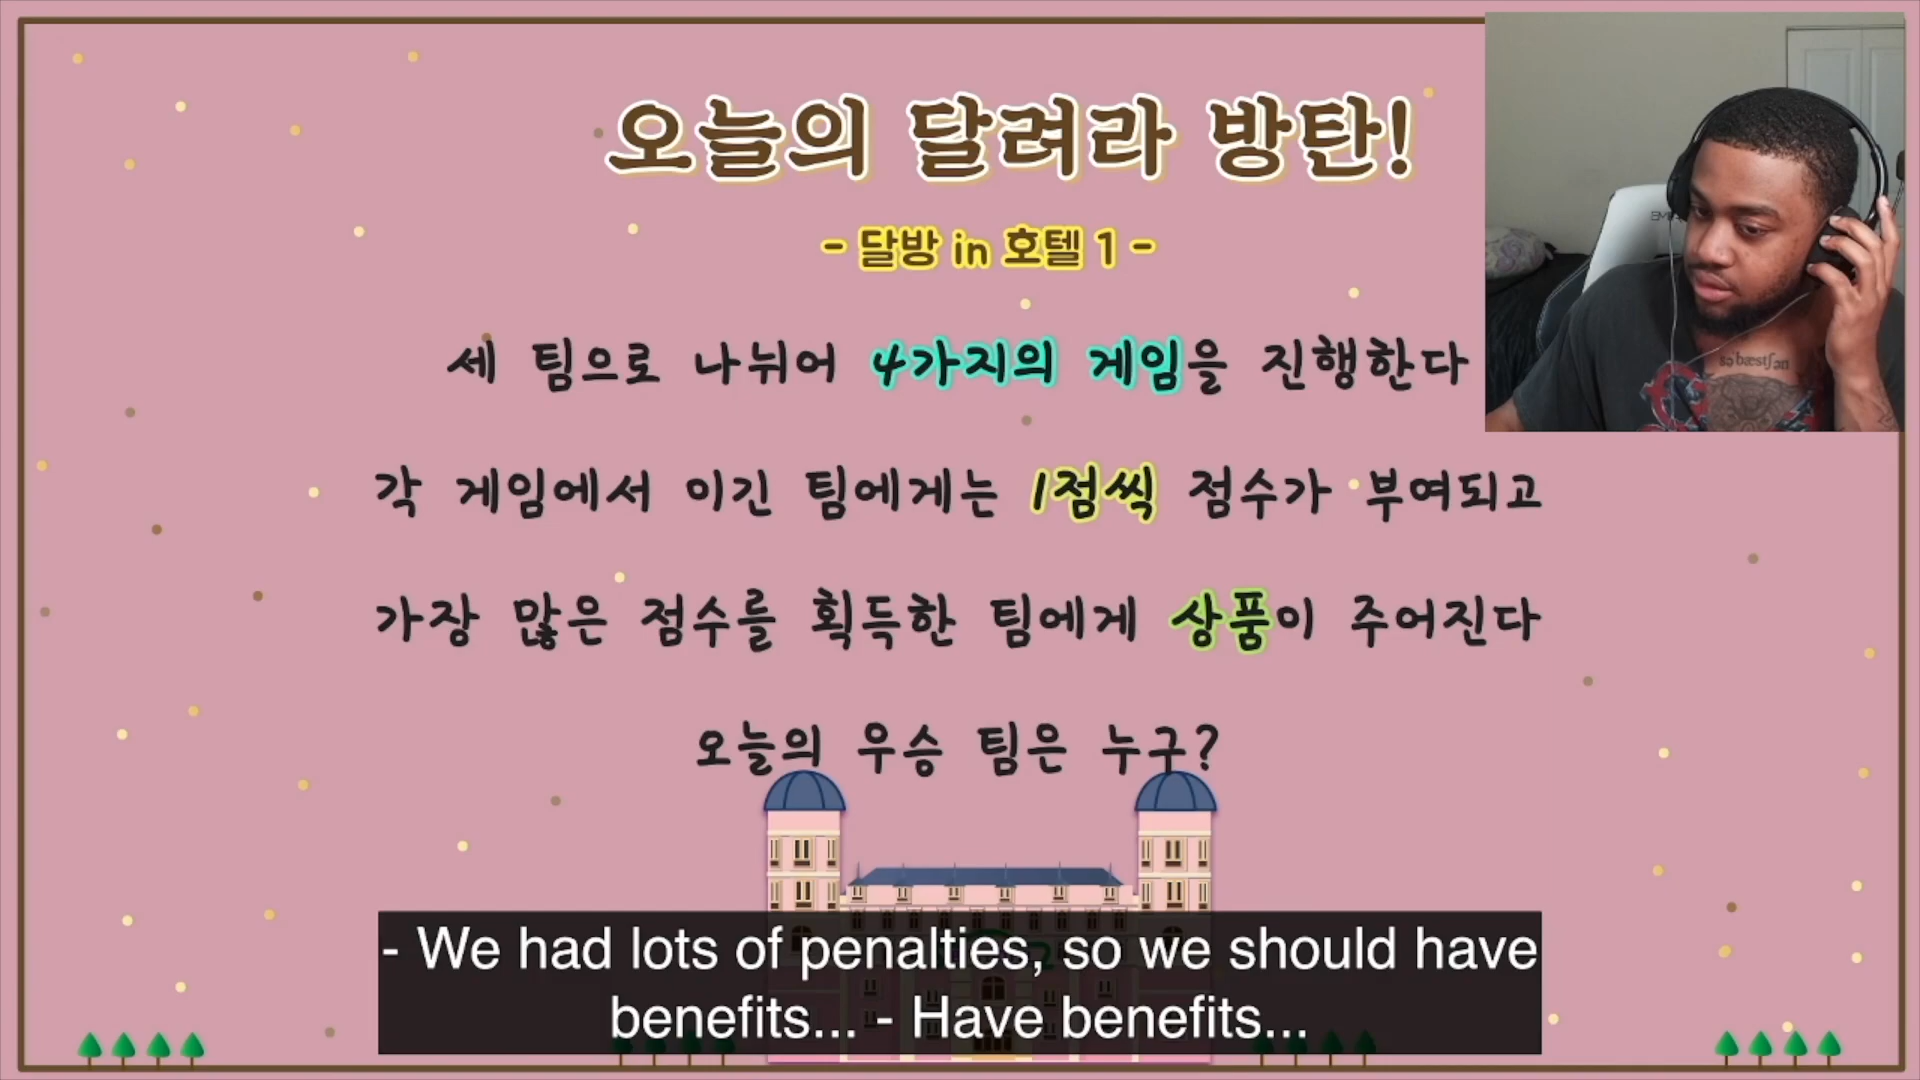 오늘의 달려라 방탄!
- 달방 in 호텔 1 -
세 팀으로 나뉘어 4가지의 게임을 진행한다
각 게임에서 이긴 팀에게는 1점씩 점수가 부여되고
가장 많은 점수를 획득한 팀에게 상품이 주어진다
오늘의 우승 팀은 누구?
- We had lots of penalties, so we should have
benefits... - Have benefits...